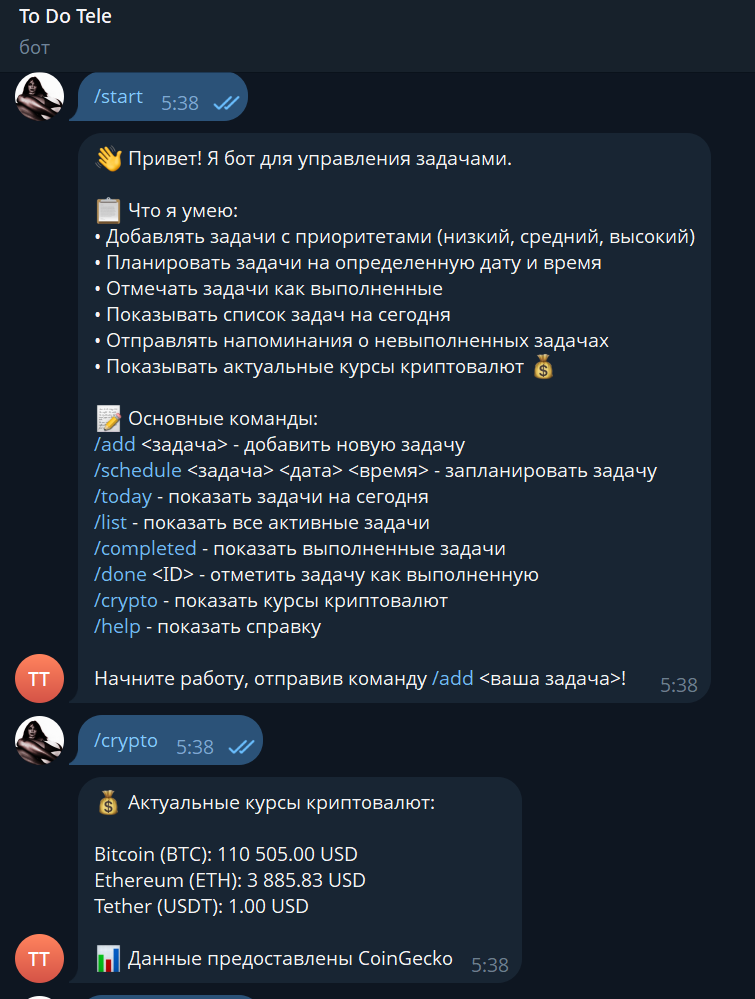 To Do Tele
бот
/start 5:38
👋 Привет! Я бот для управления задачами.
📋 Что я умею:
• Добавлять задачи с приоритетами (низкий, средний, высокий)
• Планировать задачи на определенную дату и время
• Отмечать задачи как выполненные
• Показывать список задач на сегодня
• Отправлять напоминания о невыполненных задачах
• Показывать актуальные курсы криптовалют 💰
📝 Основные команды:
/add <задача> - добавить новую задачу
/schedule <задача> <дата> <время> - запланировать задачу
/today - показать задачи на сегодня
/list - показать все активные задачи
/completed - показать выполненные задачи
/done <ID> - отметить задачу как выполненную
/crypto - показать курсы криптовалют
/help - показать справку
Начните работу, отправив команду /add <ваша задача>! 5:38
TT
/crypto 5:38
💰 Актуальные курсы криптовалют:
Bitcoin (BTC): 110 505.00 USD
Ethereum (ETH): 3 885.83 USD
Tether (USDT): 1.00 USD
📊 Данные предоставлены CoinGecko 5:38
TT